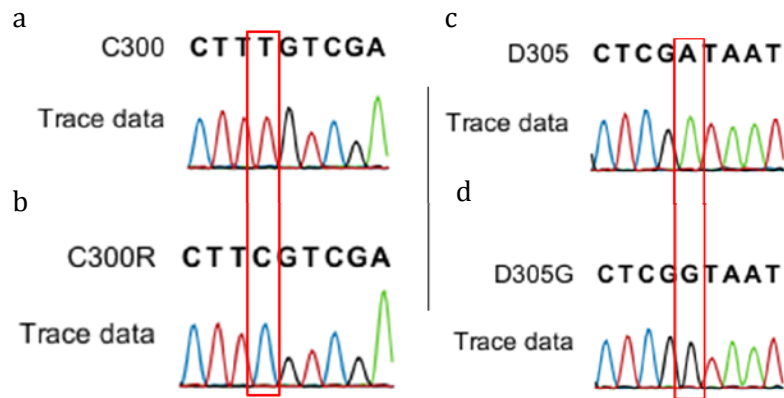 a
C300 CTTTGTCGA
Trace data
b
C300R CTTCGTCGA
Trace data
c
D305 CTCGATAAT
Trace data
d
D305G CTCGGTAAT
Trace data